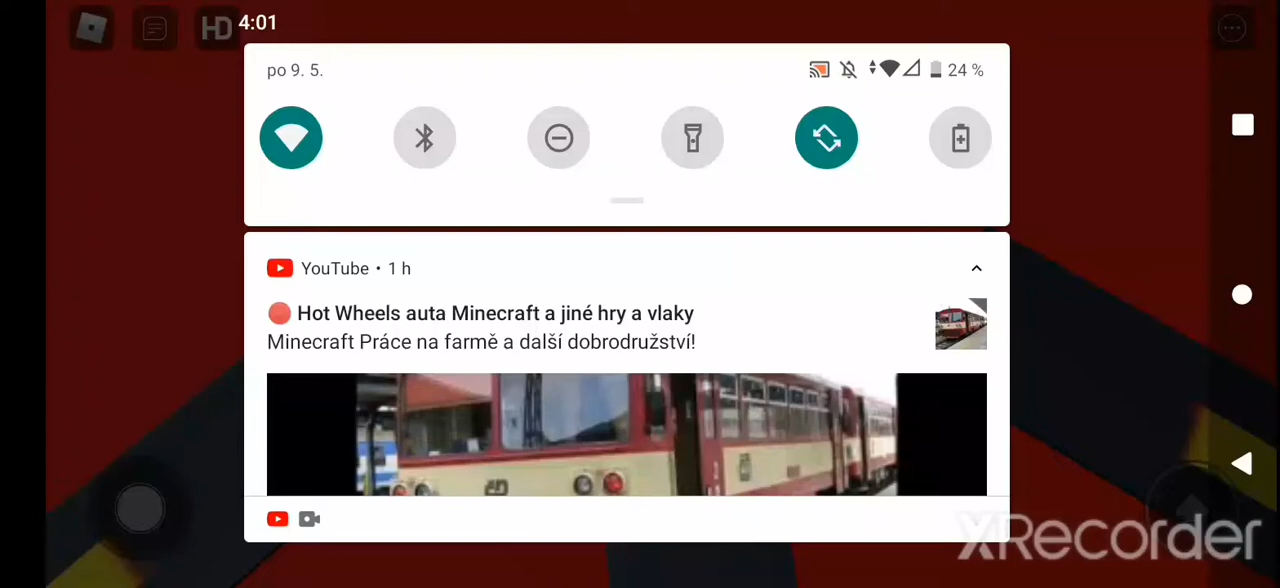 HD 4:01
po 9. 5.
24 %
YouTube • 1 h
🔴 Hot Wheels auta Minecraft a jiné hry a vlaky
Minecraft Práce na farmě a další dobrodružství!
XRecorder